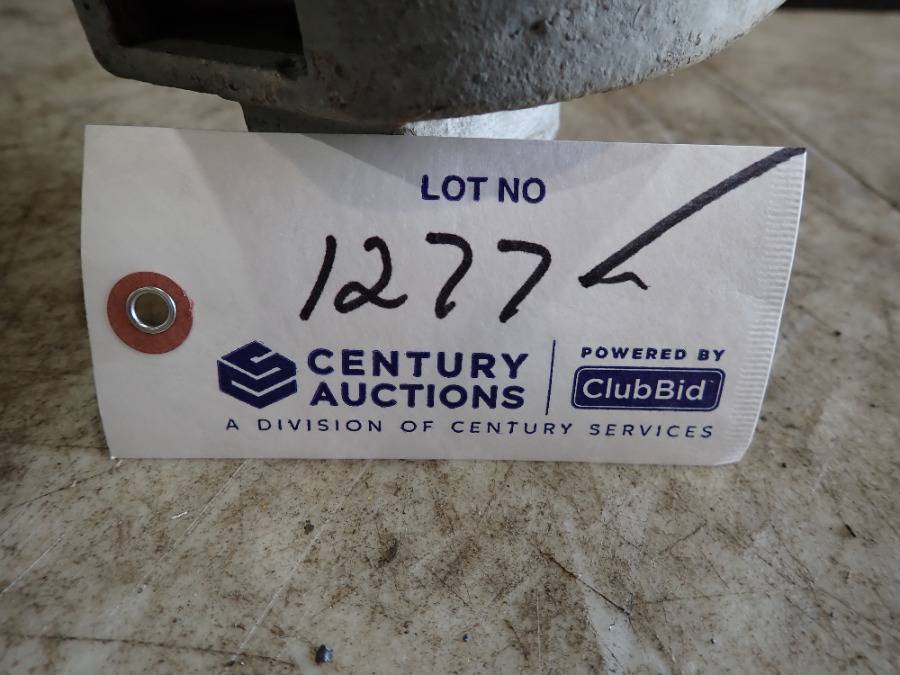 LOT NO
1277
CENTURY
AUCTIONS
POWERED BY
ClubBid
A DIVISION OF CENTURY SERVICES